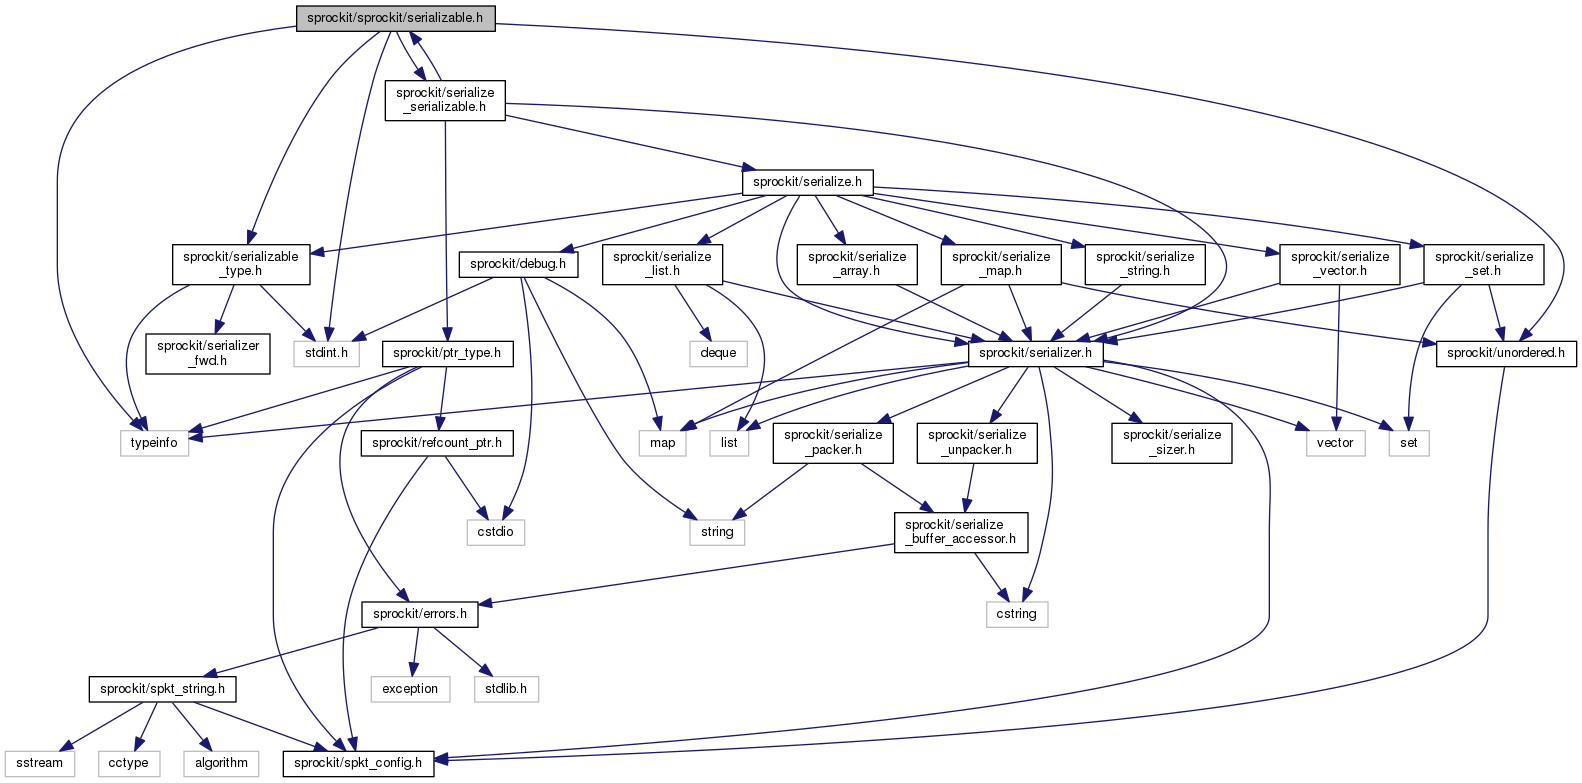 sprockit/sprockit/serializable.h
sprockit/serialize
_serializable.h
sprockit/serialize.h
sprockit/serializable
_type.h
sprockit/debug.h
sprockit/serialize
_list.h
sprockit/serialize
_array.h
sprockit/serialize
_map.h
sprockit/serialize
_string.h
sprockit/serialize
_vector.h
sprockit/serialize
_set.h
sprockit/serializer
_fwd.h
stdint.h
sprockit/ptr_type.h
deque
sprockit/serializer.h
sprockit/unordered.h
typeinfo
sprockit/refcount_ptr.h
map
list
sprockit/serialize
_packer.h
sprockit/serialize
_unpacker.h
sprockit/serialize
_sizer.h
vector
set
cstdio
string
sprockit/serialize
_buffer_accessor.h
sprockit/errors.h
cstring
sprockit/spkt_string.h
exception
stdlib.h
sstream
cctype
algorithm
sprockit/spkt_config.h